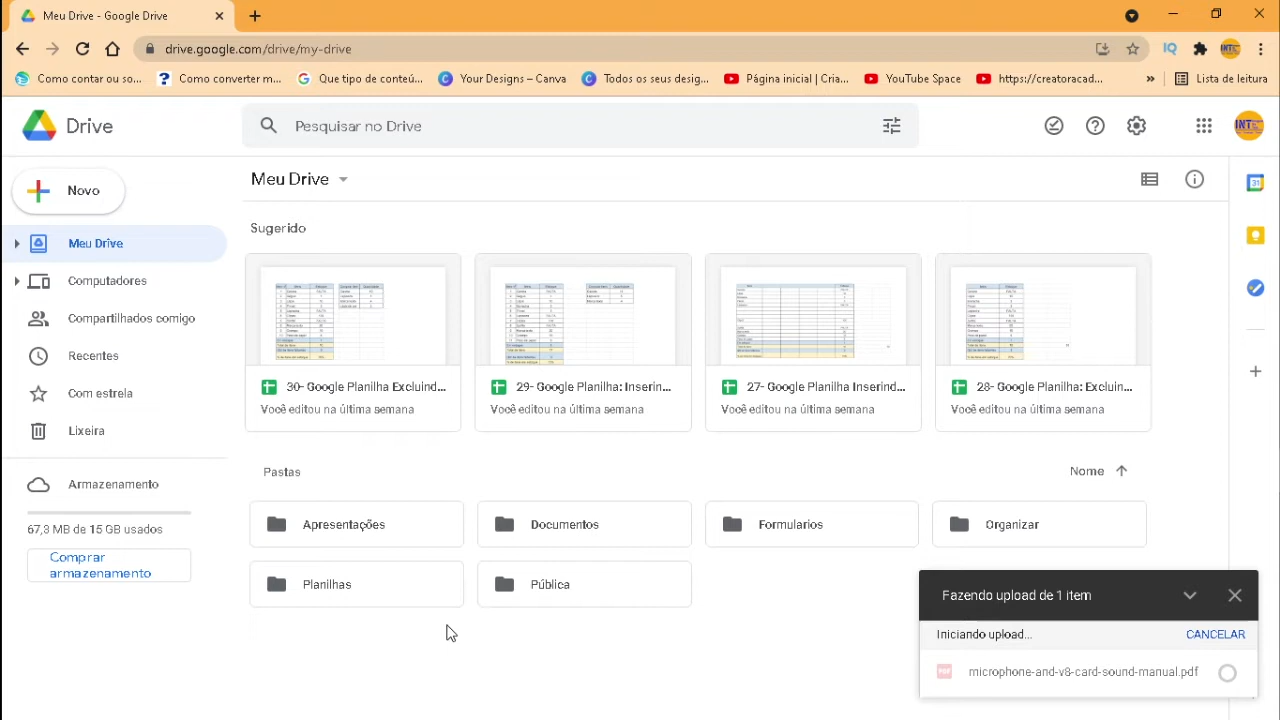 Meu Drive - Google Drive
drive.google.com/drive/my-drive
Como contar ou so...
Como converter m...
Que tipo de conteú...
Your Designs – Canva
Todos os seus desig...
Página inicial | Cria...
YouTube Space
https://creatoracad...
»
Lista de leitura
Drive
Pesquisar no Drive
Novo
Meu Drive
Meu Drive
Computadores
Compartilhados comigo
Recentes
Com estrela
Lixeira
Armazenamento
67,3 MB de 15 GB usados
Comprar
armazenamento
Sugerido
30- Google Planilha Excluind...
Você editou na última semana
29- Google Planilha: Inserin...
Você editou na última semana
27- Google Planilha Inserind...
Você editou na última semana
28- Google Planilha: Excluin...
Você editou na última semana
Pastas
Nome
Apresentações
Documentos
Formularios
Organizar
Planilhas
Pública
Fazendo upload de 1 item
Iniciando upload...
CANCELAR
PDF
microphone-and-v8-card-sound-manual.pdf